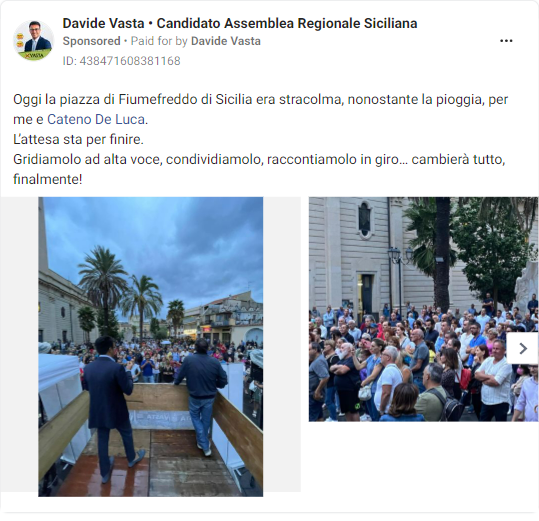 Davide Vasta • Candidato Assemblea Regionale Siciliana
Sponsored • Paid for by Davide Vasta
ID: 438471608381168
Oggi la piazza di Fiumefreddo di Sicilia era stracolma, nonostante la pioggia, per
me e Cateno De Luca.
L'attesa sta per finire.
Gridiamolo ad alta voce, condividiamolo, raccontiamolo in giro... cambierà tutto,
finalmente!
VASTA